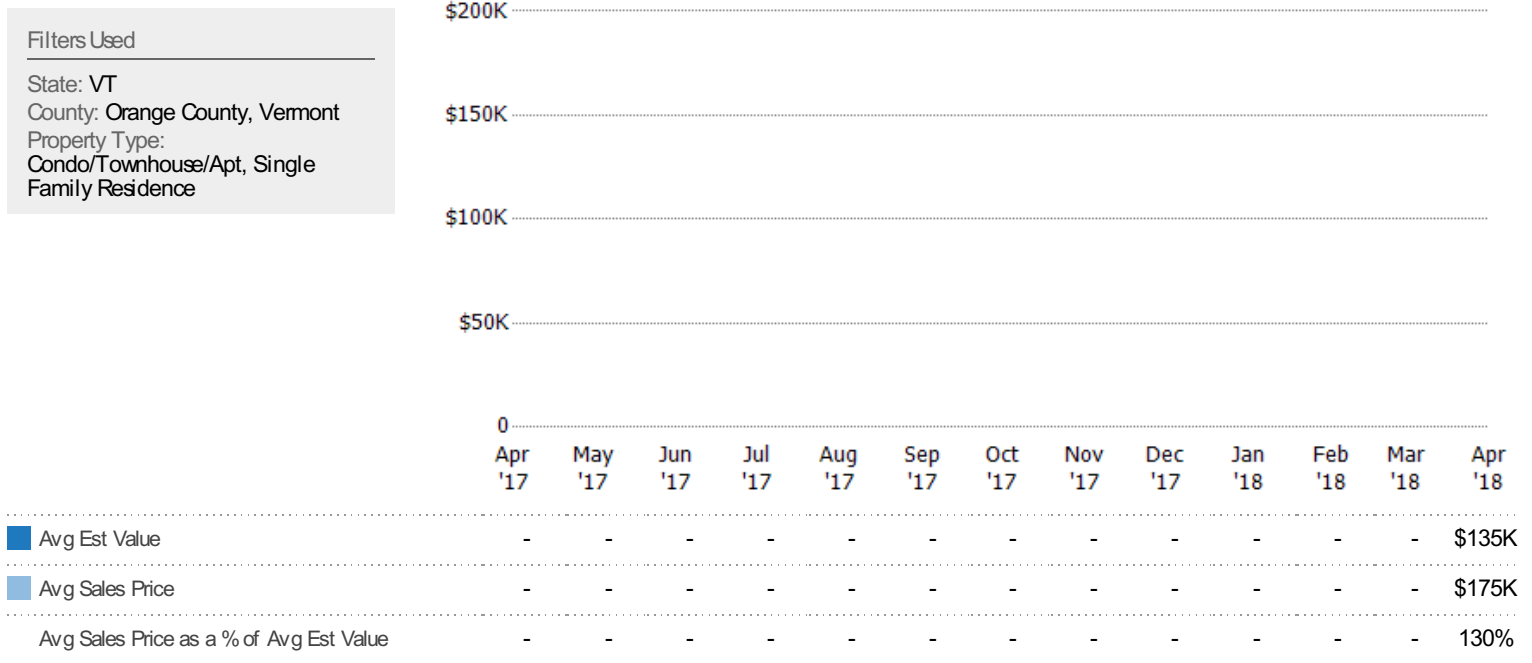 Filters Used
State: VT
County: Orange County, Vermont
Property Type:
Condo/Townhouse/Apt, Single
Family Residence
$200K
$150K
$100K
$50K
0
Apr May Jun Jul Aug Sep Oct Nov Dec Jan Feb Mar Apr
'17 '17 '17 '17 '17 '17 '17 '17 '17 '18 '18 '18 '18
Avg Est Value - - - - - - - - - - - - $135K
Avg Sales Price - - - - - - - - - - - - $175K
Avg Sales Price as a % of Avg Est Value - - - - - - - - - - - - 130%